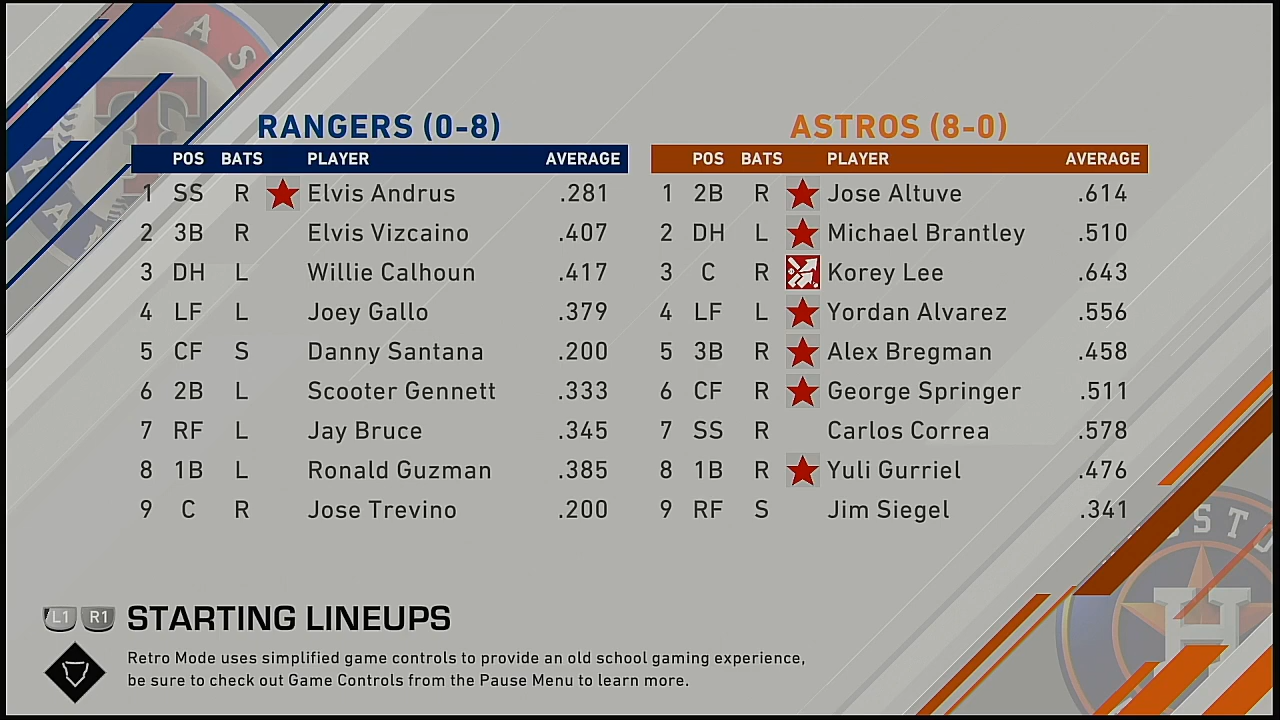 RANGERS (0-8)
POS BATS PLAYER AVERAGE
1 SS R Elvis Andrus .281
2 3B R Elvis Vizcaino .407
3 DH L Willie Calhoun .417
4 LF L Joey Gallo .379
5 CF S Danny Santana .200
6 2B L Scooter Gennett .333
7 RF L Jay Bruce .345
8 1B L Ronald Guzman .385
9 C R Jose Trevino .200
ASTROS (8-0)
POS BATS PLAYER AVERAGE
1 2B R Jose Altuve .614
2 DH L Michael Brantley .510
3 C R Korey Lee .643
4 LF L Yordan Alvarez .556
5 3B R Alex Bregman .458
6 CF R George Springer .511
7 SS R Carlos Correa .578
8 1B R Yuli Gurriel .476
9 RF S Jim Siegel .341
L1 R1 STARTING LINEUPS
Retro Mode uses simplified game controls to provide an old school gaming experience,
be sure to check out Game Controls from the Pause Menu to learn more.